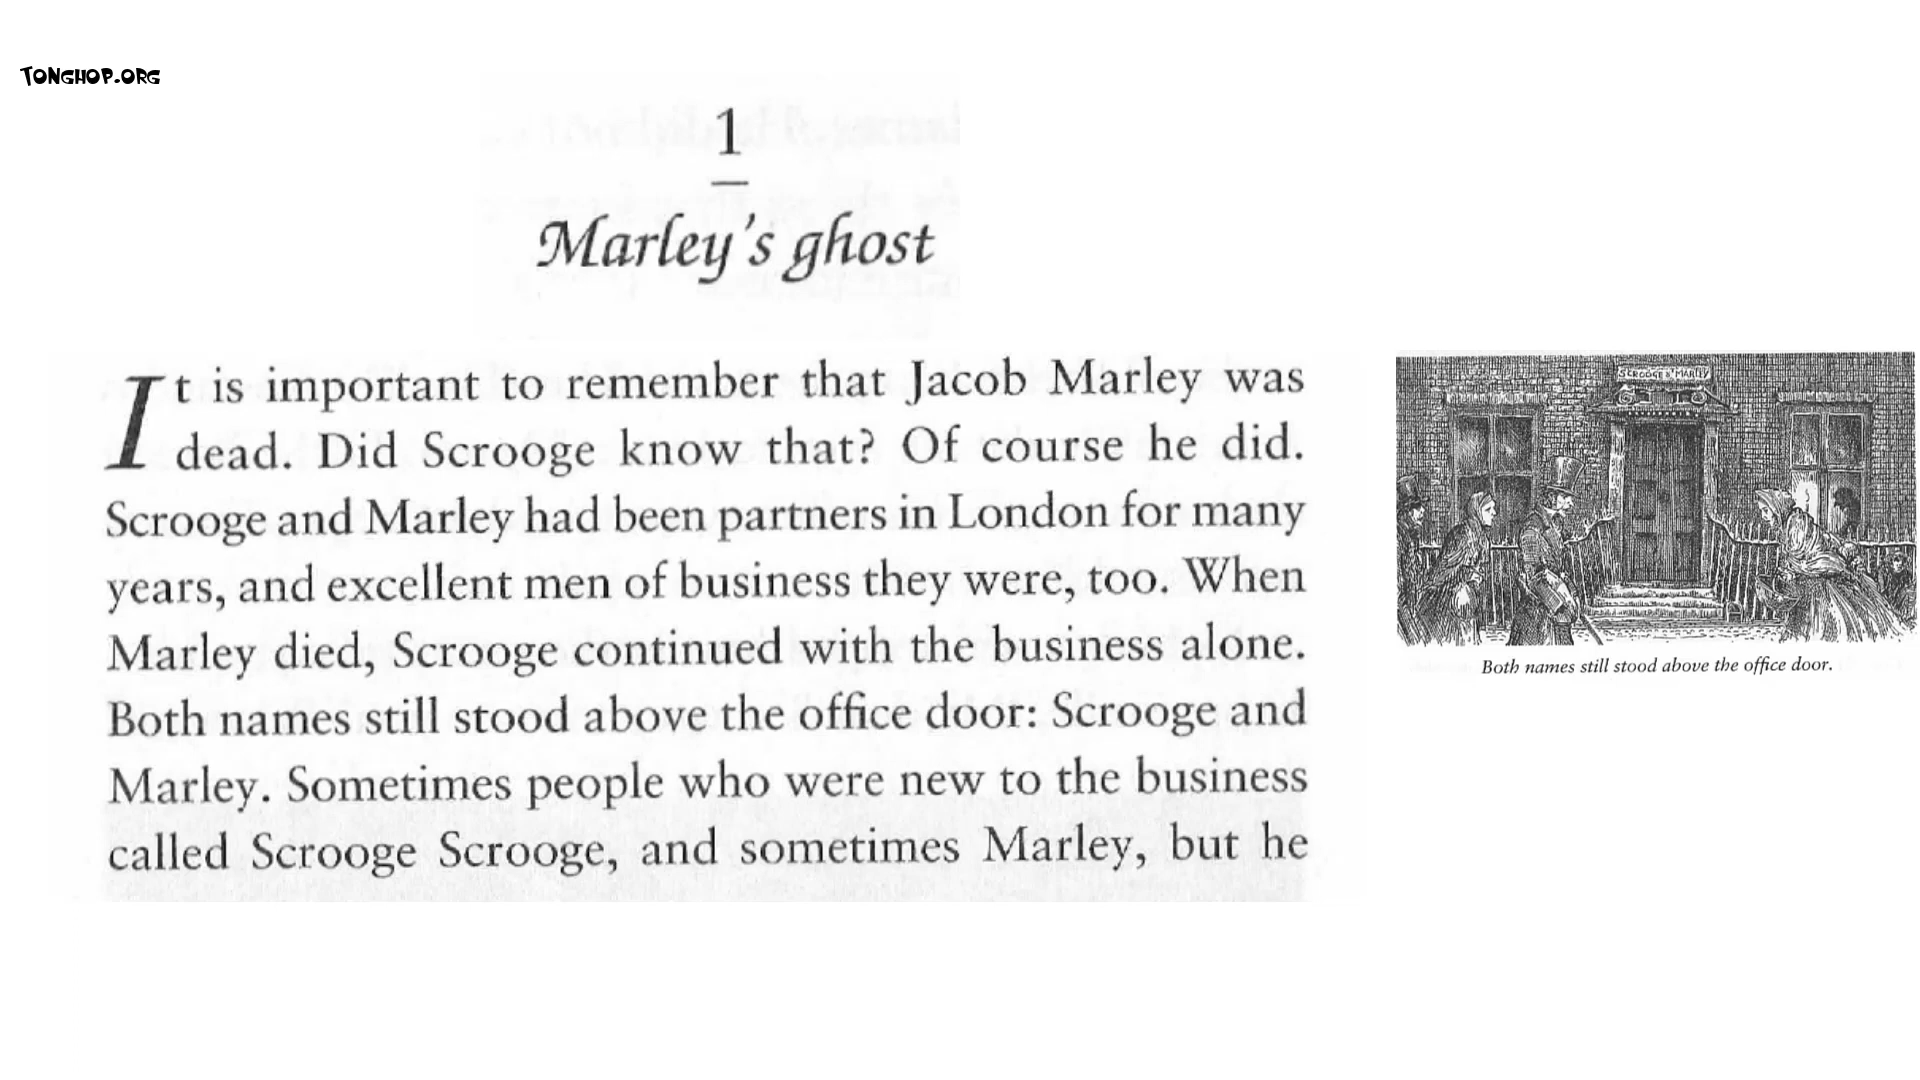 TONGHOP.ORG
1
Marley's ghost
It is important to remember that Jacob Marley was
dead. Did Scrooge know that? Of course he did.
Scrooge and Marley had been partners in London for many
years, and excellent men of business they were, too. When
Marley died, Scrooge continued with the business alone.
Both names still stood above the office door: Scrooge and
Marley. Sometimes people who were new to the business
called Scrooge Scrooge, and sometimes Marley, but he
SCROOGE & MARLEY
Both names still stood above the office door.